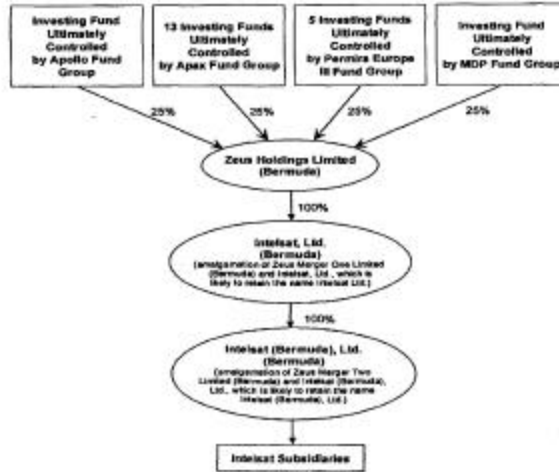 Investing Fund
Ultimately
Controlled
by Apollo Fund
Group
13 Investing Funds
Ultimately
Controlled
by Apax Fund Group
5 Investing Funds
Ultimately
Controlled
by Permira Europe
III Fund Group
Investing Fund
Ultimately
Controlled
by MDP Fund Group
25%
25%
25%
25%
Zeus Holdings Limited
(Bermuda)
100%
Intelsat, Ltd.
(Bermuda)
(amalgamation of Zeus Merger One Limited
(Bermuda) and Intelsat, Ltd., which is
likely to retain the name Intelsat Ltd.)
100%
Intelsat (Bermuda), Ltd.
(Bermuda)
(amalgamation of Zeus Merger Two
Limited (Bermuda) and Intelsat (Bermuda),
Ltd., which is likely to retain the name
Intelsat (Bermuda), Ltd.)
Intelsat Subsidiaries